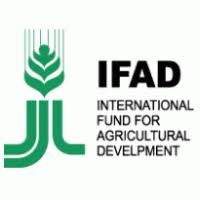 IFAD
INTERNATIONAL
FUND FOR
AGRICULTURAL
DEVELPMENT